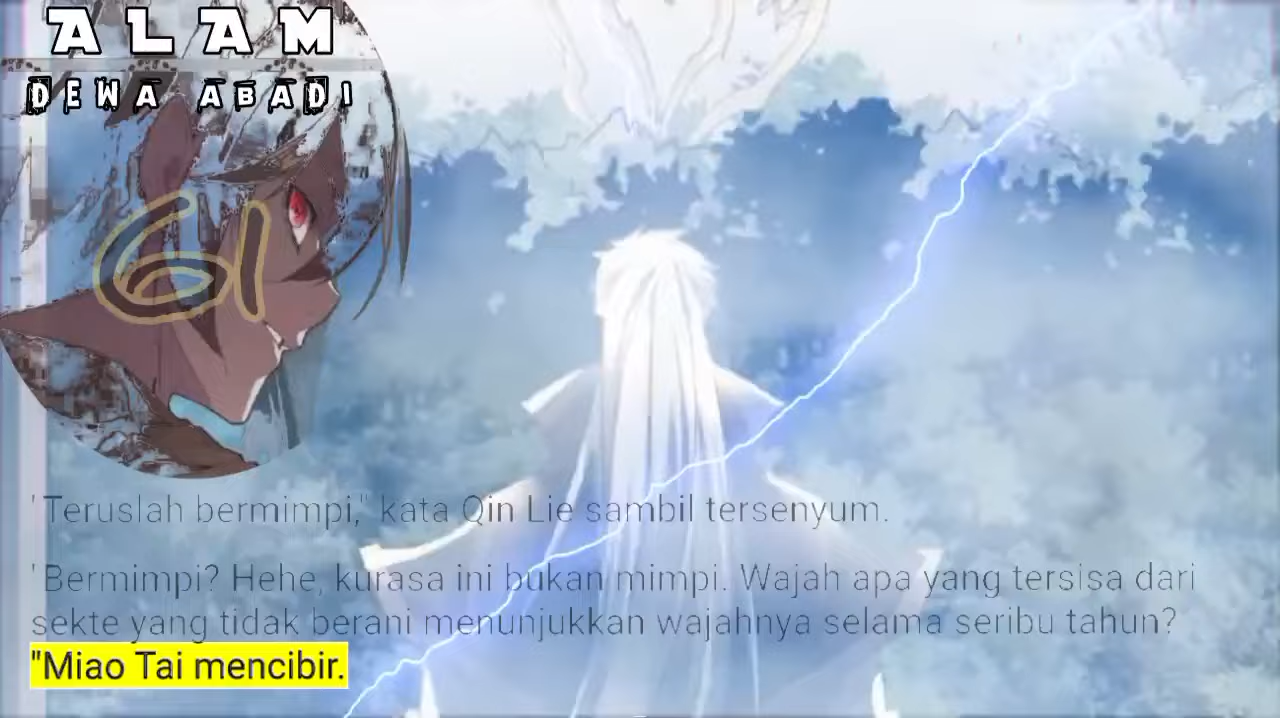 ALAM
DEWA ABADI
61
"Teruslah bermimpi," kata Qin Lie sambil tersenyum.
"Bermimpi? Hehe, kurasa ini bukan mimpi. Wajah apa yang tersisa dari
sekte yang tidak berani menunjukkan wajahnya selama seribu tahun?
"Miao Tai mencibir.